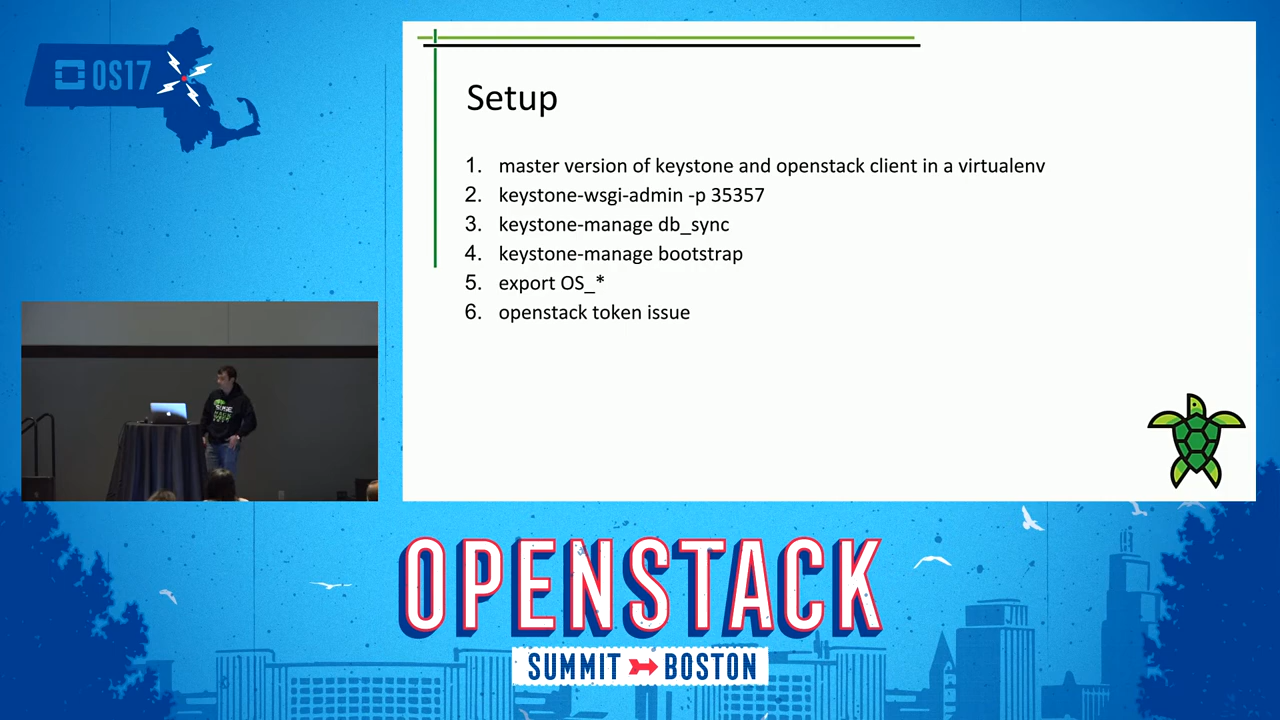 OS17
Setup
1. master version of keystone and openstack client in a virtualenv
2. keystone-wsgi-admin -p 35357
3. keystone-manage db_sync
4. keystone-manage bootstrap
5. export OS_*
6. openstack token issue
OPENSTACK
SUMMIT BOSTON